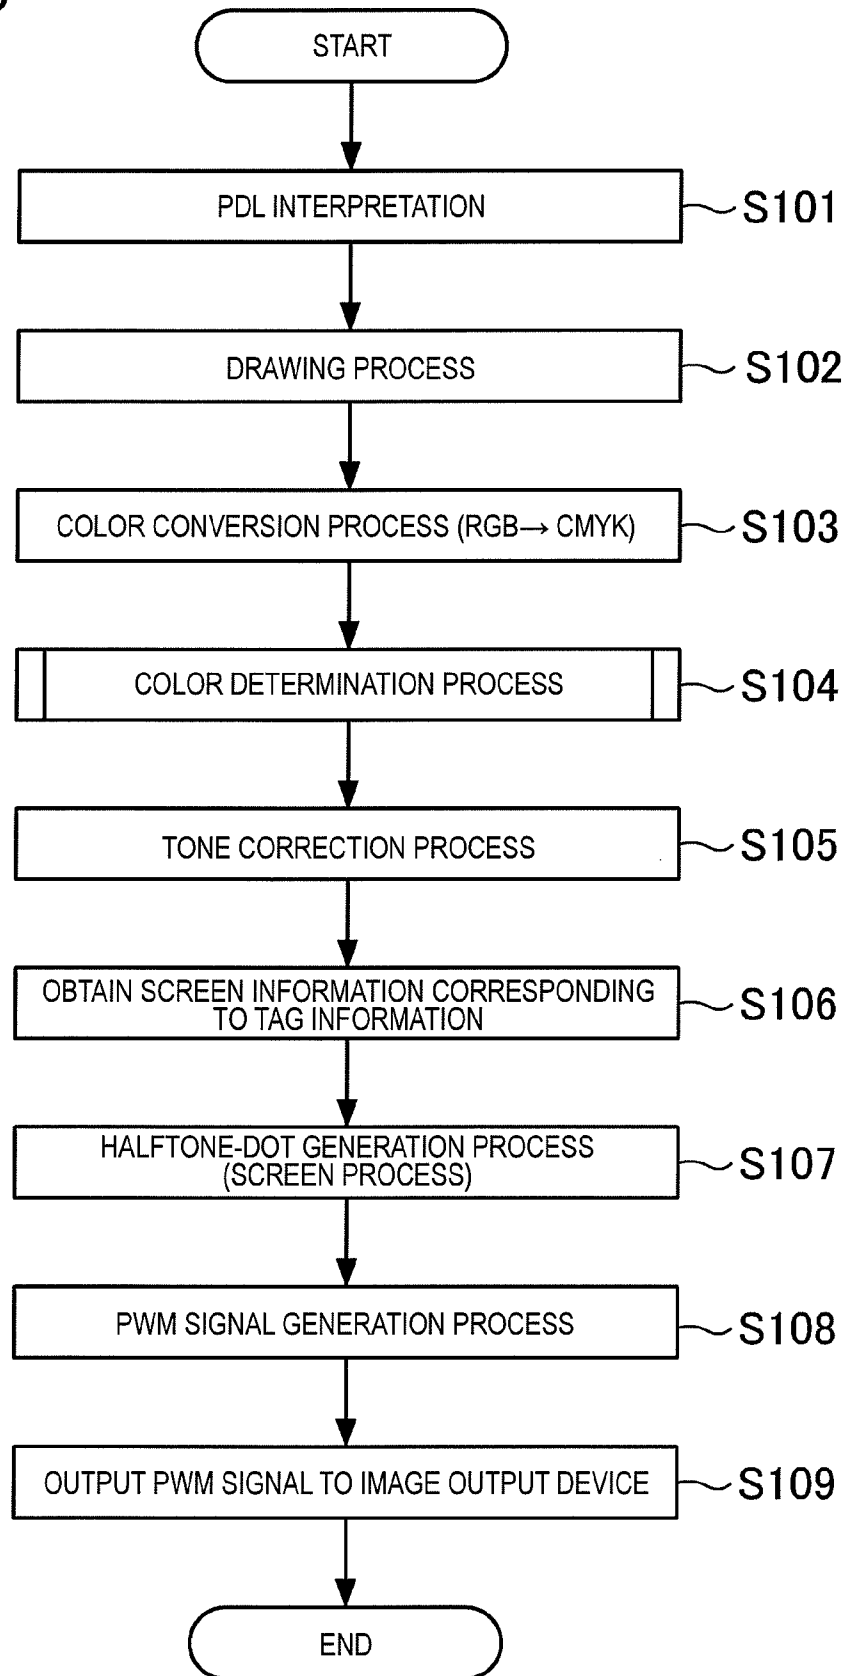 START
PDL INTERPRETATION S101
DRAWING PROCESS S102
COLOR CONVERSION PROCESS (RGB→ CMYK) S103
COLOR DETERMINATION PROCESS S104
TONE CORRECTION PROCESS S105
OBTAIN SCREEN INFORMATION CORRESPONDING
TO TAG INFORMATION S106
HALFTONE-DOT GENERATION PROCESS
(SCREEN PROCESS) S107
PWM SIGNAL GENERATION PROCESS S108
OUTPUT PWM SIGNAL TO IMAGE OUTPUT DEVICE S109
END